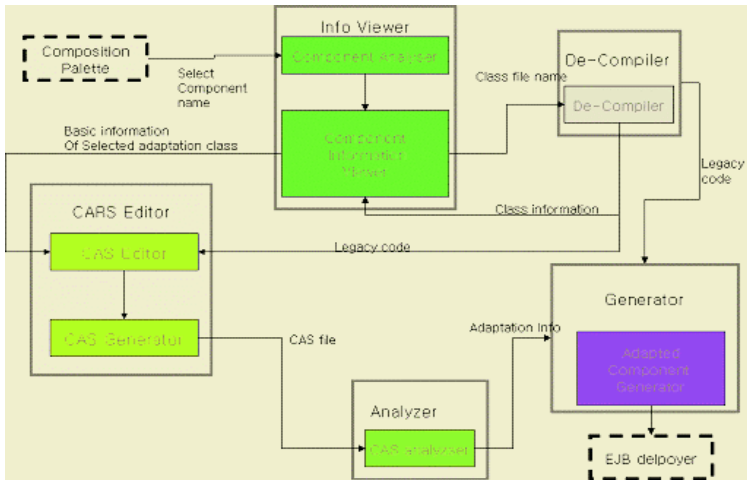 Info Viewer
Composition
Palette
Component Analyser
De-Compiler
Select
Component
name
Class file name
De-Compiler
Basic information
Of Selected adaptation class
Component
Information
Viewer
Legacy
code
CARS Editor
Class information
CAS Editor
Legacy code
Generator
CAS Generator
CAS file
Adaptation Info
Adapted
Component
Generator
Analyzer
CAS analyzser
EJB delpoyer